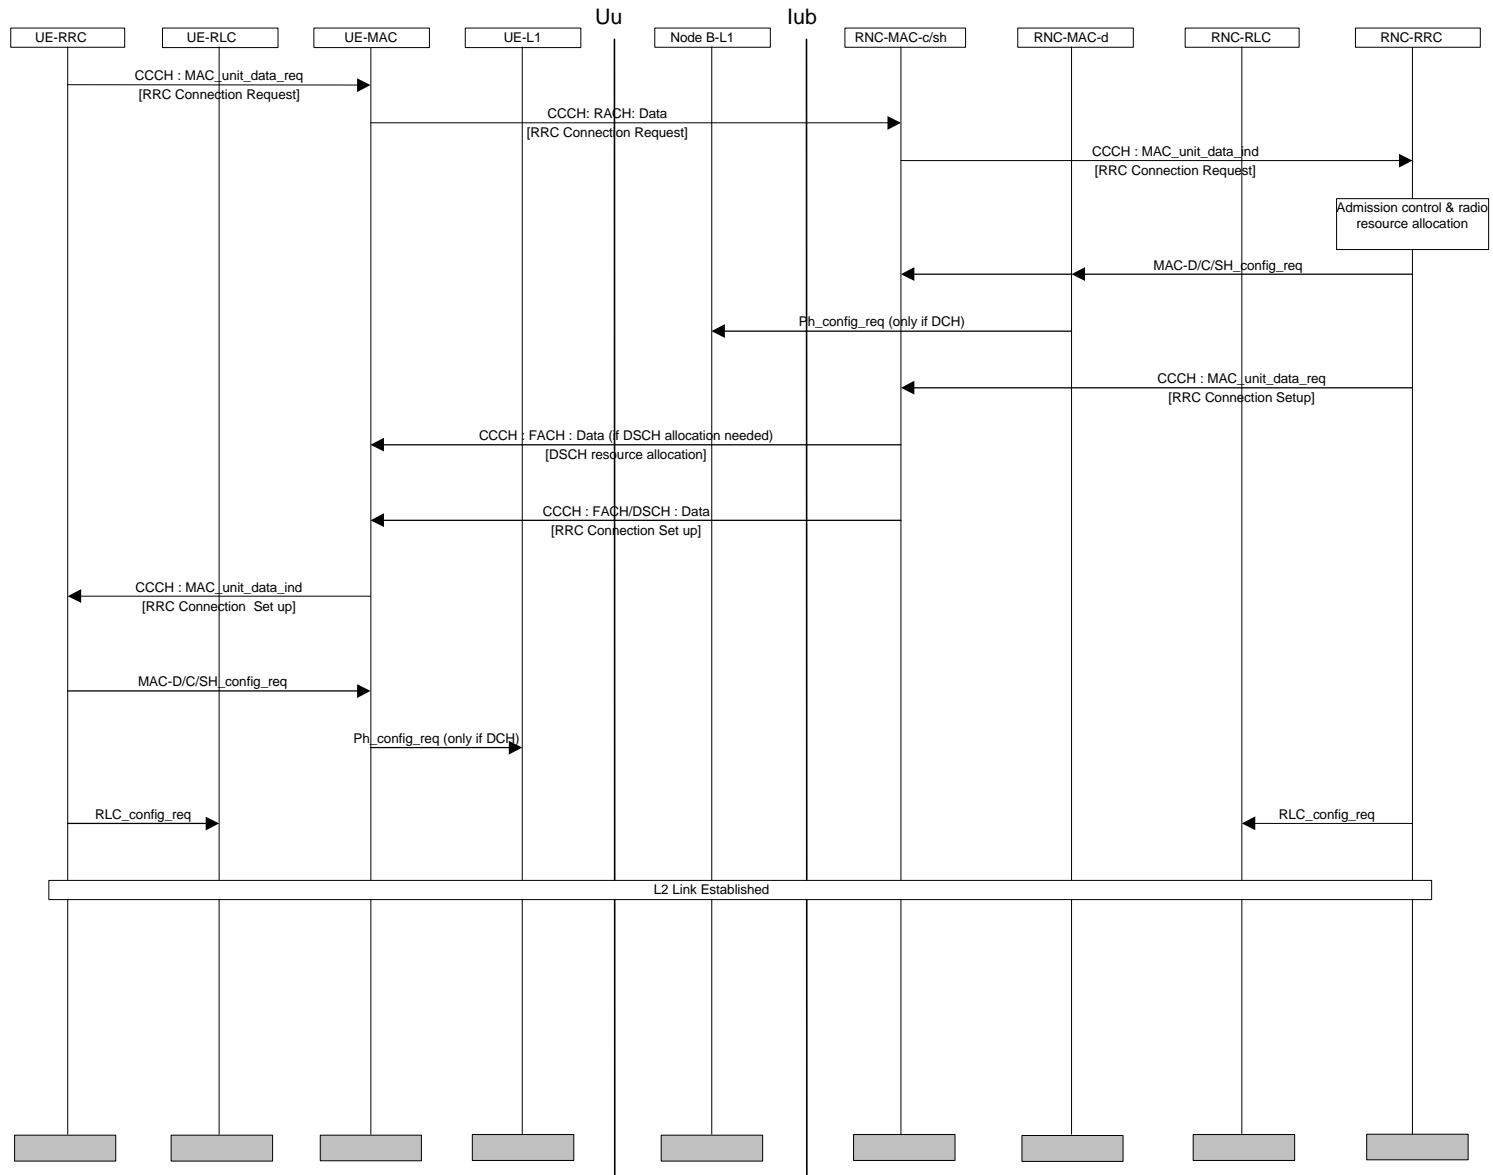 Uu
Iub
UE-RRC
UE-RLC
UE-MAC
UE-L1
Node B-L1
RNC-MAC-c/sh
RNC-MAC-d
RNC-RLC
RNC-RRC
CCCH : MAC_unit_data_req
[RRC Connection Request]
CCCH: RACH: Data
[RRC Connection Request]
CCCH : MAC_unit_data_ind
[RRC Connection Request]
Admission control & radio
resource allocation
MAC-D/C/SH_config_req
Ph_config_req (only if DCH)
CCCH : MAC_unit_data_req
[RRC Connection Setup]
CCCH : FACH : Data (if DSCH allocation needed)
[DSCH resource allocation]
CCCH : FACH/DSCH : Data
[RRC Connection Set up]
CCCH : MAC_unit_data_ind
[RRC Connection  Set up]
MAC-D/C/SH_config_req
Ph_config_req (only if DCH)
RLC_config_req
RLC_config_req
L2 Link Established